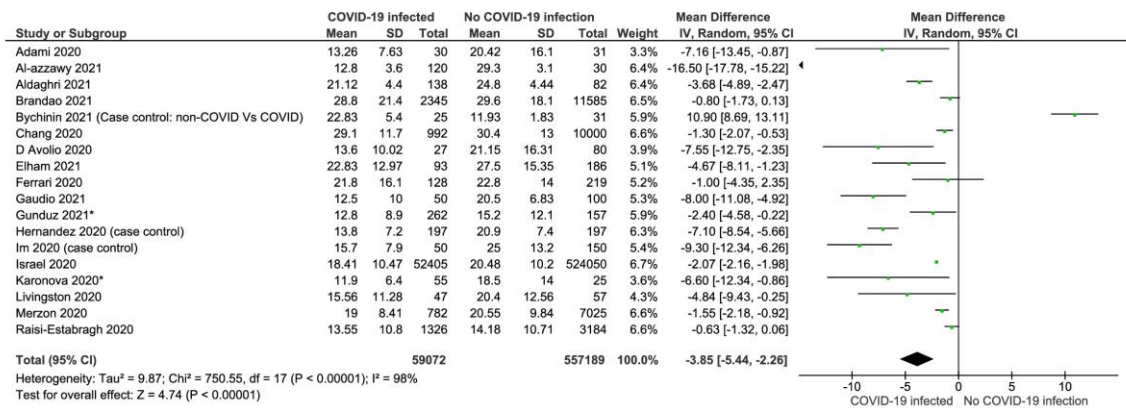 COVID-19 infected No COVID-19 infection Mean Difference Mean Difference
Study or Subgroup Mean SD Total Mean SD Total Weight IV, Random, 95% CI IV, Random, 95% CI
Adami 2020 13.26 7.63 30 20.42 16.1 31 3.3% -7.16 [-13.45, -0.87]
Al-azzawy 2021 12.8 3.6 120 29.3 3.1 30 6.4% -16.50 [-17.78, -15.22]
Aldaghri 2021 21.12 4.4 138 24.8 4.44 82 6.4% -3.68 [-4.89, -2.47]
Brandao 2021 28.8 21.4 2345 29.6 18.1 11585 6.5% -0.80 [-1.73, 0.13]
Bychinin 2021 (Case control: non-COVID Vs COVID) 22.83 5.4 25 11.93 1.83 31 5.9% 10.90 [8.69, 13.11]
Chang 2020 29.1 11.7 992 30.4 13 10000 6.6% -1.30 [-2.07, -0.53]
D Avolio 2020 13.6 10.02 27 21.15 16.31 80 3.9% -7.55 [-12.75, -2.35]
Elham 2021 22.83 12.97 93 27.5 15.35 186 5.1% -4.67 [-8.11, -1.23]
Ferrari 2020 21.8 16.1 128 22.8 14 219 5.2% -1.00 [-4.35, 2.35]
Gaudio 2021 12.5 10 50 20.5 6.83 100 5.4% -8.00 [-11.08, -4.92]
Gunduz 2021* 12.8 8.9 262 15.2 12.1 157 5.9% -2.40 [-4.58, -0.22]
Hernandez 2020 (case control) 13.8 7.2 197 20.9 7.4 197 6.3% -7.10 [-8.54, -5.66]
Im 2020 (case control) 15.7 7.9 50 25 13.2 150 5.4% -9.30 [-12.34, -6.26]
Israel 2020 18.41 10.47 52405 20.48 10.2 524050 6.7% -2.07 [-2.16, -1.98]
Karonova 2020* 11.9 6.4 55 18.5 14 25 3.6% -6.60 [-12.34, -0.86]
Livingston 2020 15.56 11.28 47 20.4 12.56 57 4.3% -4.84 [-9.43, -0.25]
Merzon 2020 19 8.41 782 20.55 9.84 7025 6.6% -1.55 [-2.18, -0.92]
Raisi-Estabragh 2020 13.55 10.8 1326 14.18 10.71 3184 6.6% -0.63 [-1.32, 0.06]
Total (95% CI) 59072 557189 100.0% -3.85 [-5.44, -2.26]
Heterogeneity: Tau² = 9.87; Chi² = 750.55, df = 17 (P < 0.00001); I² = 98%
Test for overall effect: Z = 4.74 (P < 0.00001)
-10 -5 0 5 10
COVID-19 infected No COVID-19 infection